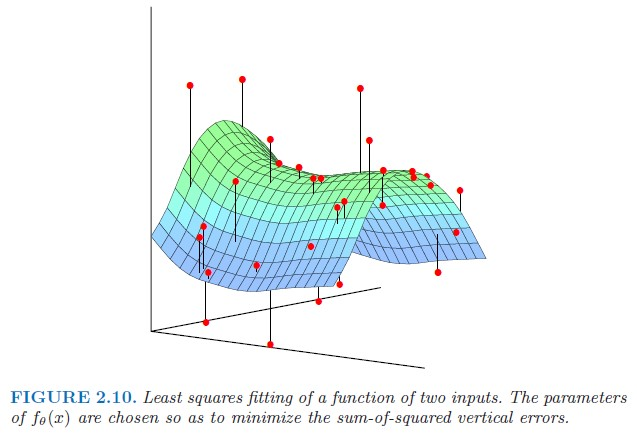 FIGURE 2.10. Least squares fitting of a function of two inputs. The parameters
of fθ(x) are chosen so as to minimize the sum-of-squared vertical errors.